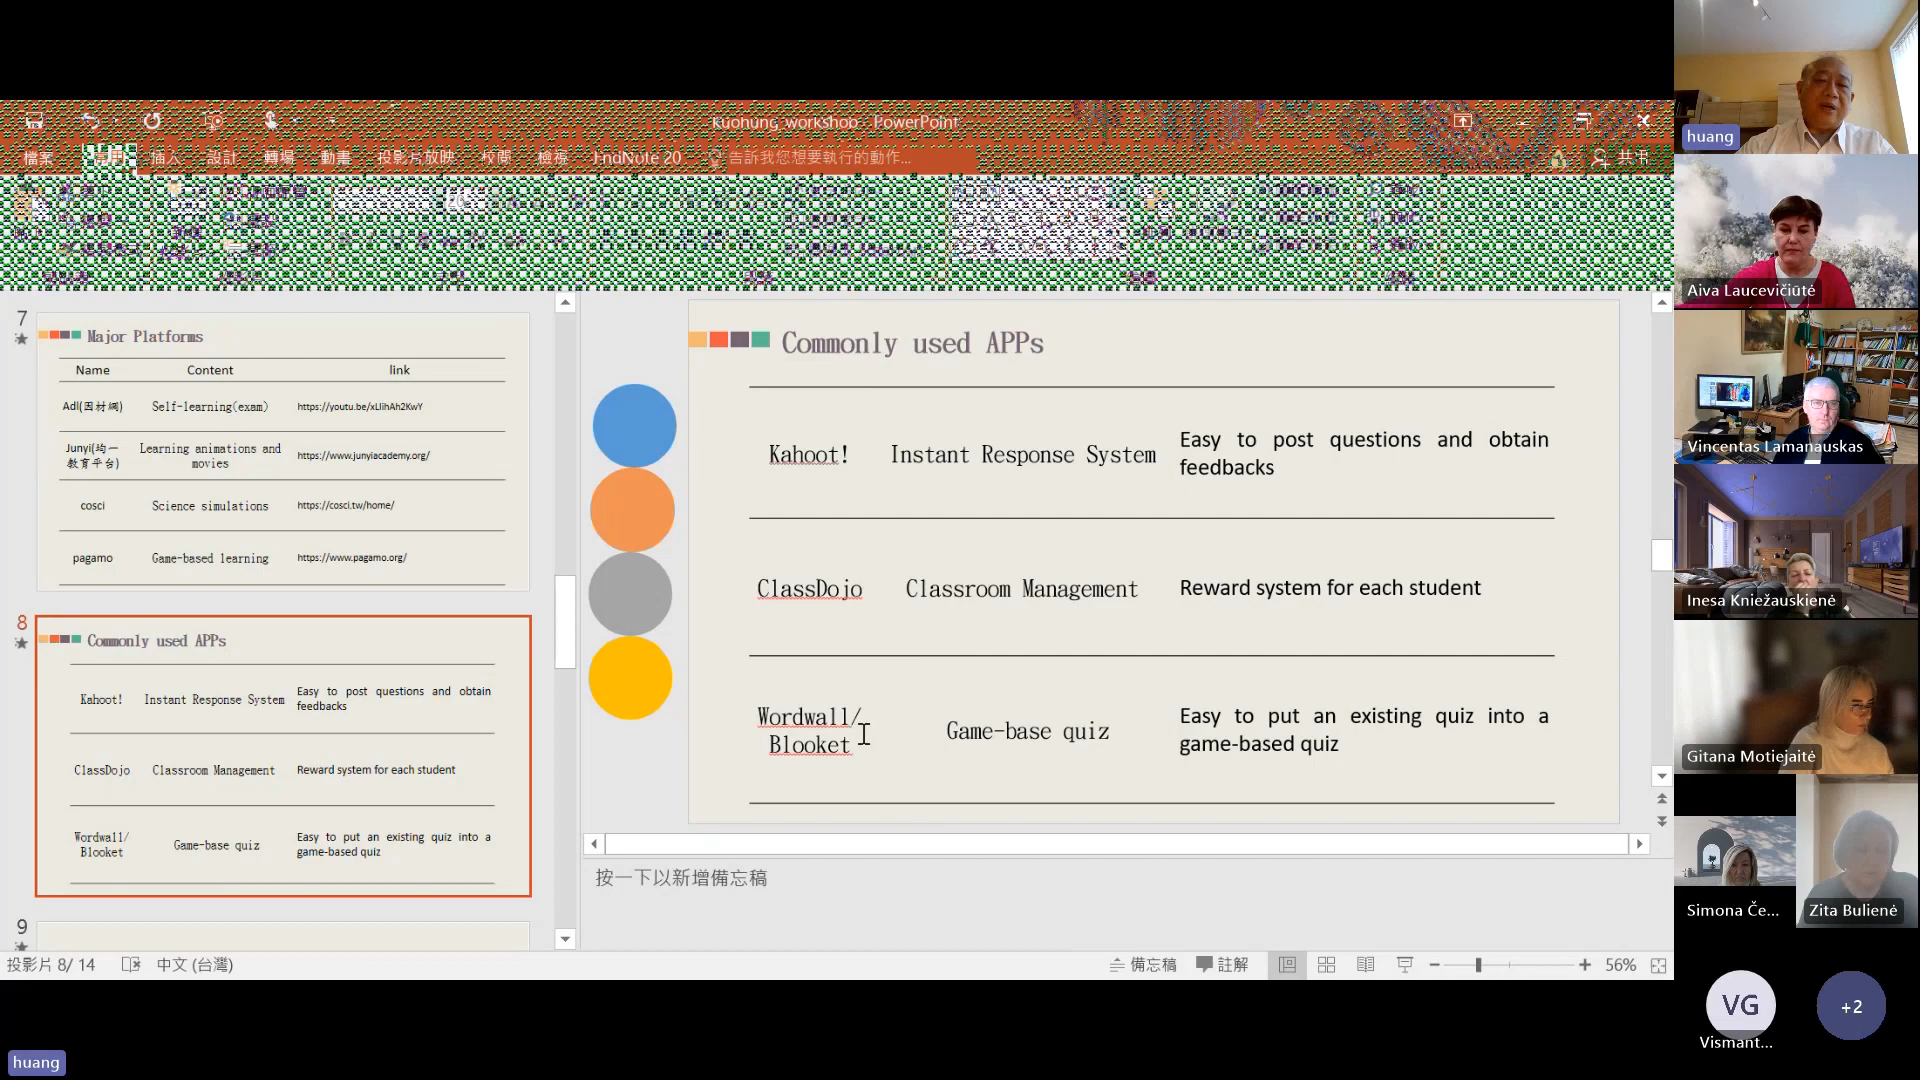 kuohung_workshop - PowerPoint
檔案 常用 插入 設計 轉場 動畫 投影片放映 校閱 檢視 EndNote 20 告訴我您想要執行的動作... 共用
7
Major Platforms
Name Content link
Adl(因材網) Self-learning(exam) https://youtu.be/xLIihAh2KwY
Junyi(均一
教育平台)
Learning animations and
movies
https://www.junyiacademy.org/
cosci Science simulations https://cosci.tw/home/
pagamo Game-based learning https://www.pagamo.org/
8
Commonly used APPs
Kahoot! Instant Response System
Easy to post questions and obtain
feedbacks
ClassDojo Classroom Management Reward system for each student
Wordwall/
Blooket
Game-base quiz
Easy to put an existing quiz into a
game-based quiz
9
Commonly used APPs
Kahoot! Instant Response System
Easy to post questions and obtain
feedbacks
ClassDojo Classroom Management Reward system for each student
Wordwall/
Blooket
Game-base quiz
Easy to put an existing quiz into a
game-based quiz
按一下以新增備忘稿
投影片 8/ 14 中文 (台灣) 備忘稿 註解 56%
huang
huang
Aiva Laucevičiūtė
Vincentas Lamanauskas
Inesa Kniežauskienė
Gitana Motiejaitė
Simona Če...
Zita Bulienė
VG
Vismant...
+2